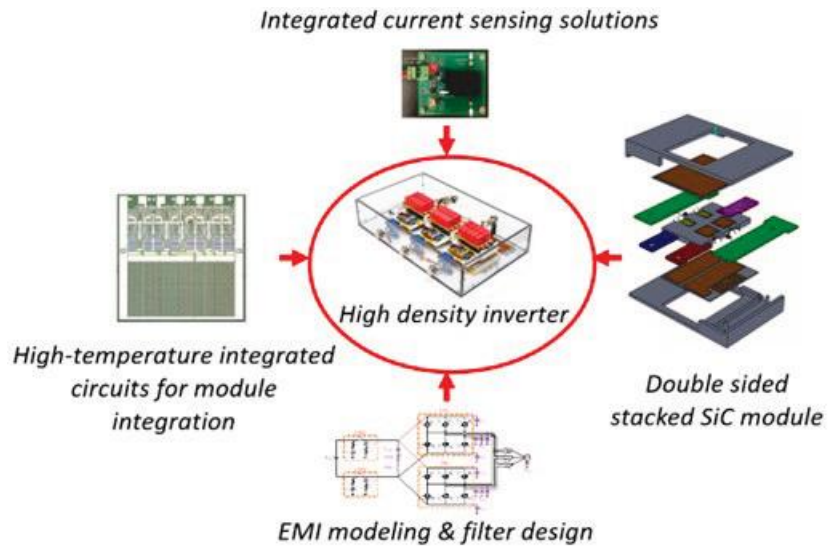 Integrated current sensing solutions
High density inverter
High-temperature integrated
circuits for module
integration
Double sided
stacked SiC module
EMI modeling & filter design